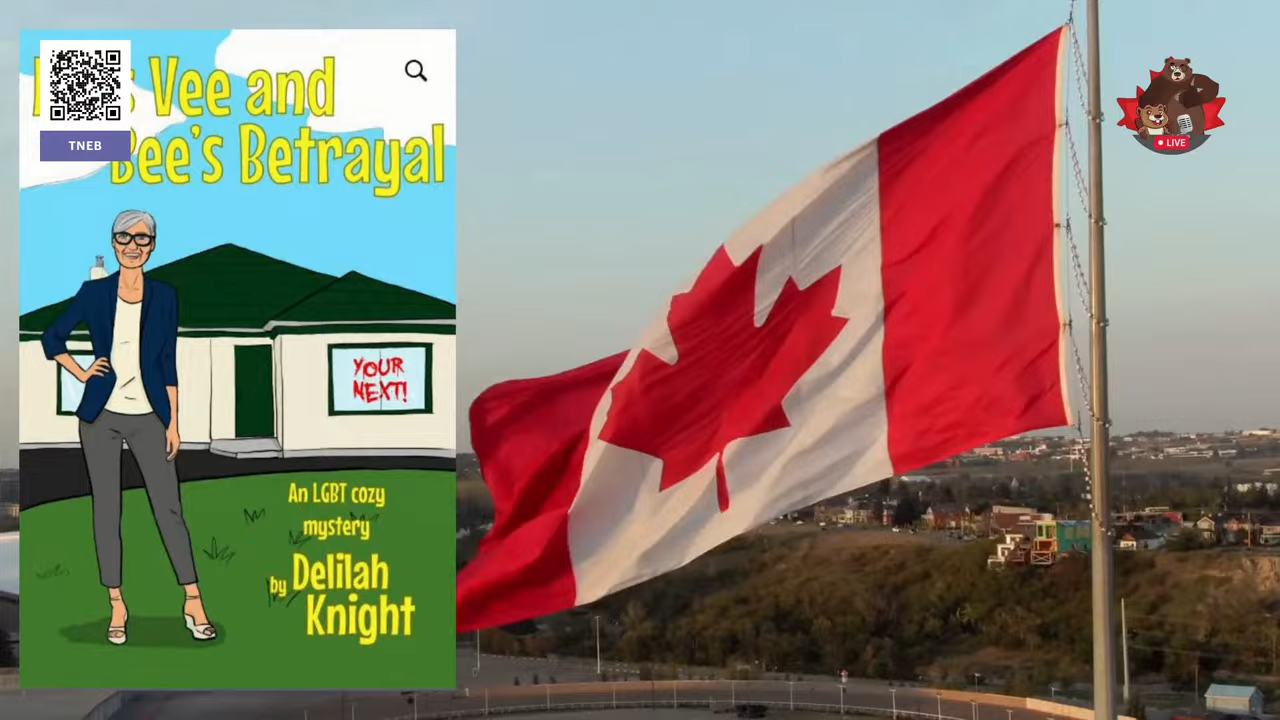 Vee and
Bee's Betrayal
TNEB
YOUR
NEXT!
An LGBT cozy
mystery
by Delilah
Knight
LIVE